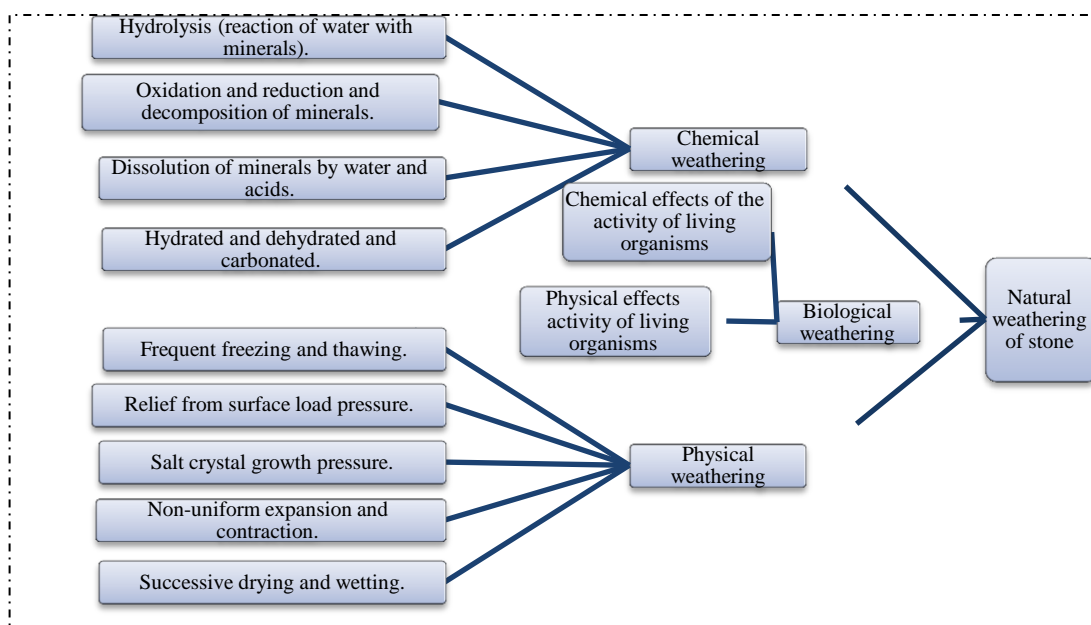 Hydrolysis (reaction of water with
minerals).
Oxidation and reduction and
decomposition of minerals.
Dissolution of minerals by water and
acids.
Hydrated and dehydrated and
carbonated.
Chemical
weathering
Chemical effects of the
activity of living
organisms
Physical effects
activity of living
organisms
Biological
weathering
Natural
weathering
of stone
Frequent freezing and thawing.
Relief from surface load pressure.
Salt crystal growth pressure.
Non-uniform expansion and
contraction.
Successive drying and wetting.
Physical
weathering